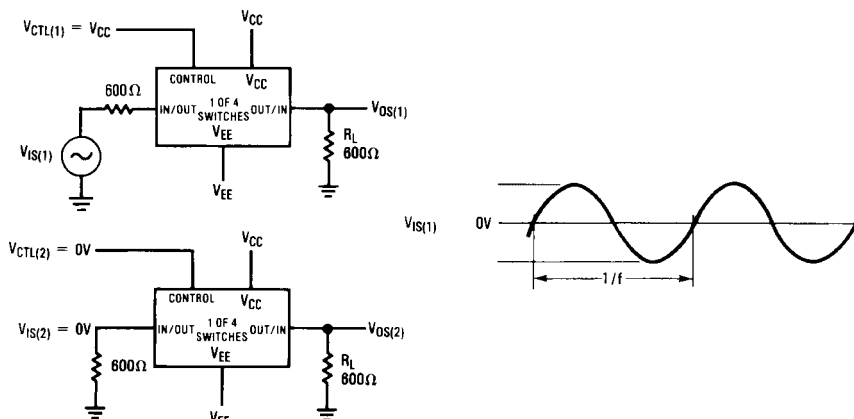 V_CTL(1) = V_CC
V_CC
CONTROL
V_CC
600Ω
IN/OUT
1 OF 4
SWITCHES
OUT/IN
V_OS(1)
V_EE
R_L
600Ω
V_IS(1)
V_EE
V_CTL(2) = 0V
V_CC
CONTROL
V_CC
V_IS(2) = 0V
IN/OUT
1 OF 4
SWITCHES
OUT/IN
V_OS(2)
V_EE
600Ω
R_L
600Ω
V_EE
V_IS(1)
0V
1/f